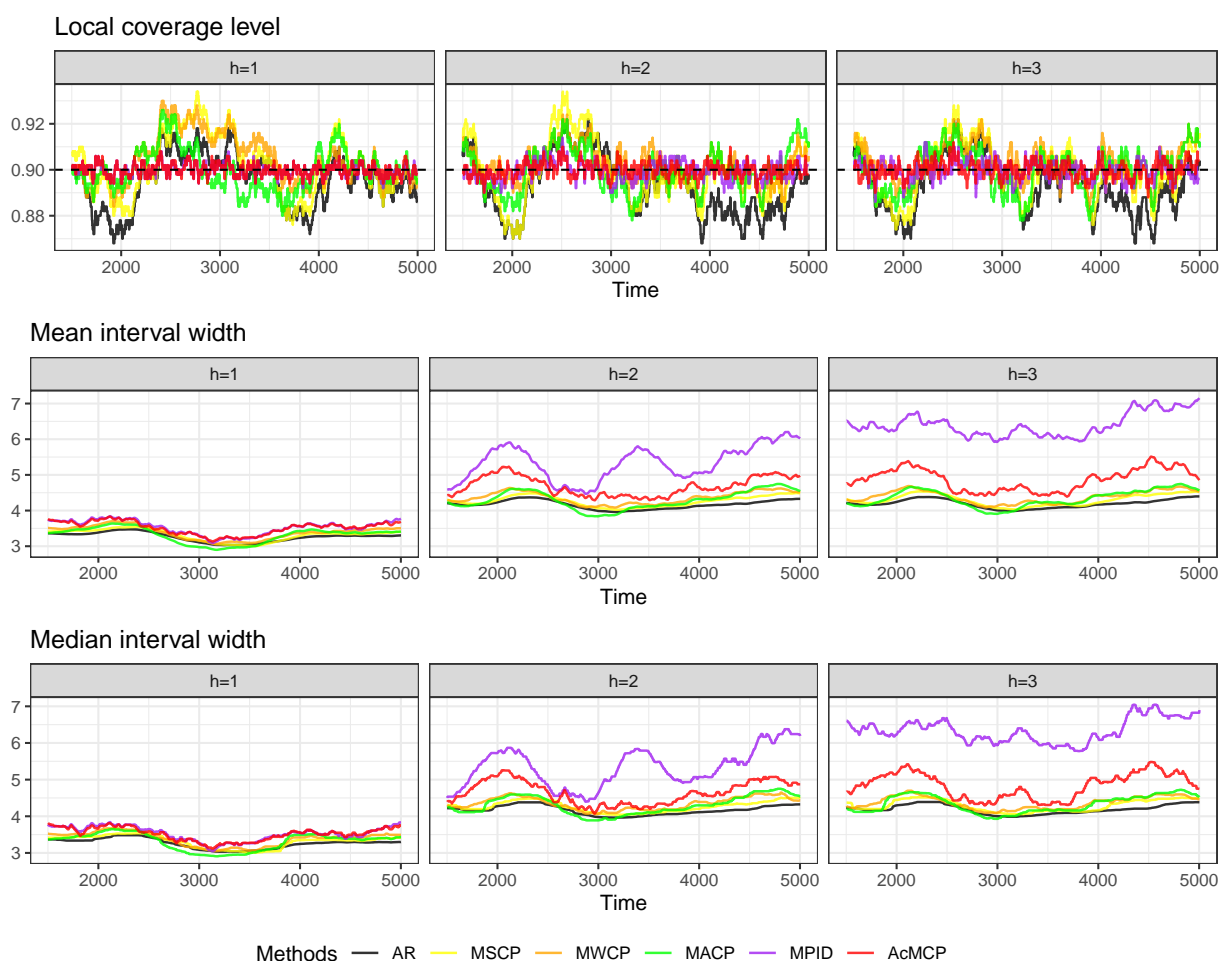 Local coverage level
h=1 h=2 h=3
0.92
0.90
0.88
2000 3000 4000 5000 2000 3000 4000 5000 2000 3000 4000 5000
Time
Mean interval width
h=1 h=2 h=3
7
6
5
4
3
2000 3000 4000 5000 2000 3000 4000 5000 2000 3000 4000 5000
Time
Median interval width
h=1 h=2 h=3
7
6
5
4
3
2000 3000 4000 5000 2000 3000 4000 5000 2000 3000 4000 5000
Time
Methods AR MSCP MWCP MACP MPID AcMCP